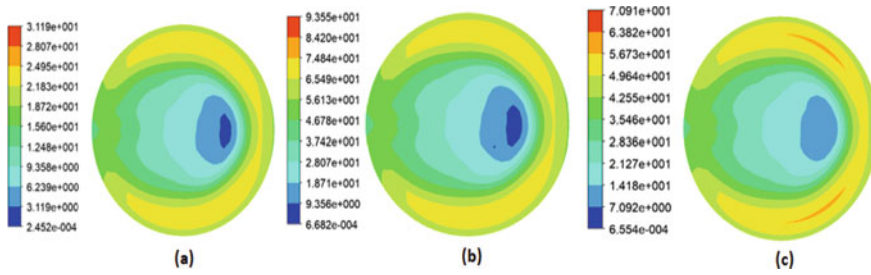 3.119e+001
2.807e+001
2.495e+001
2.183e+001
1.872e+001
1.560e+001
1.248e+001
9.358e+000
6.239e+000
3.119e+000
2.452e-004
(a)
9.355e+001
8.420e+001
7.484e+001
6.549e+001
5.613e+001
4.678e+001
3.742e+001
2.807e+001
1.871e+001
9.356e+000
6.682e-004
(b)
7.091e+001
6.382e+001
5.673e+001
4.964e+001
4.255e+001
3.546e+001
2.836e+001
2.127e+001
1.418e+001
7.092e+000
6.554e-004
(c)